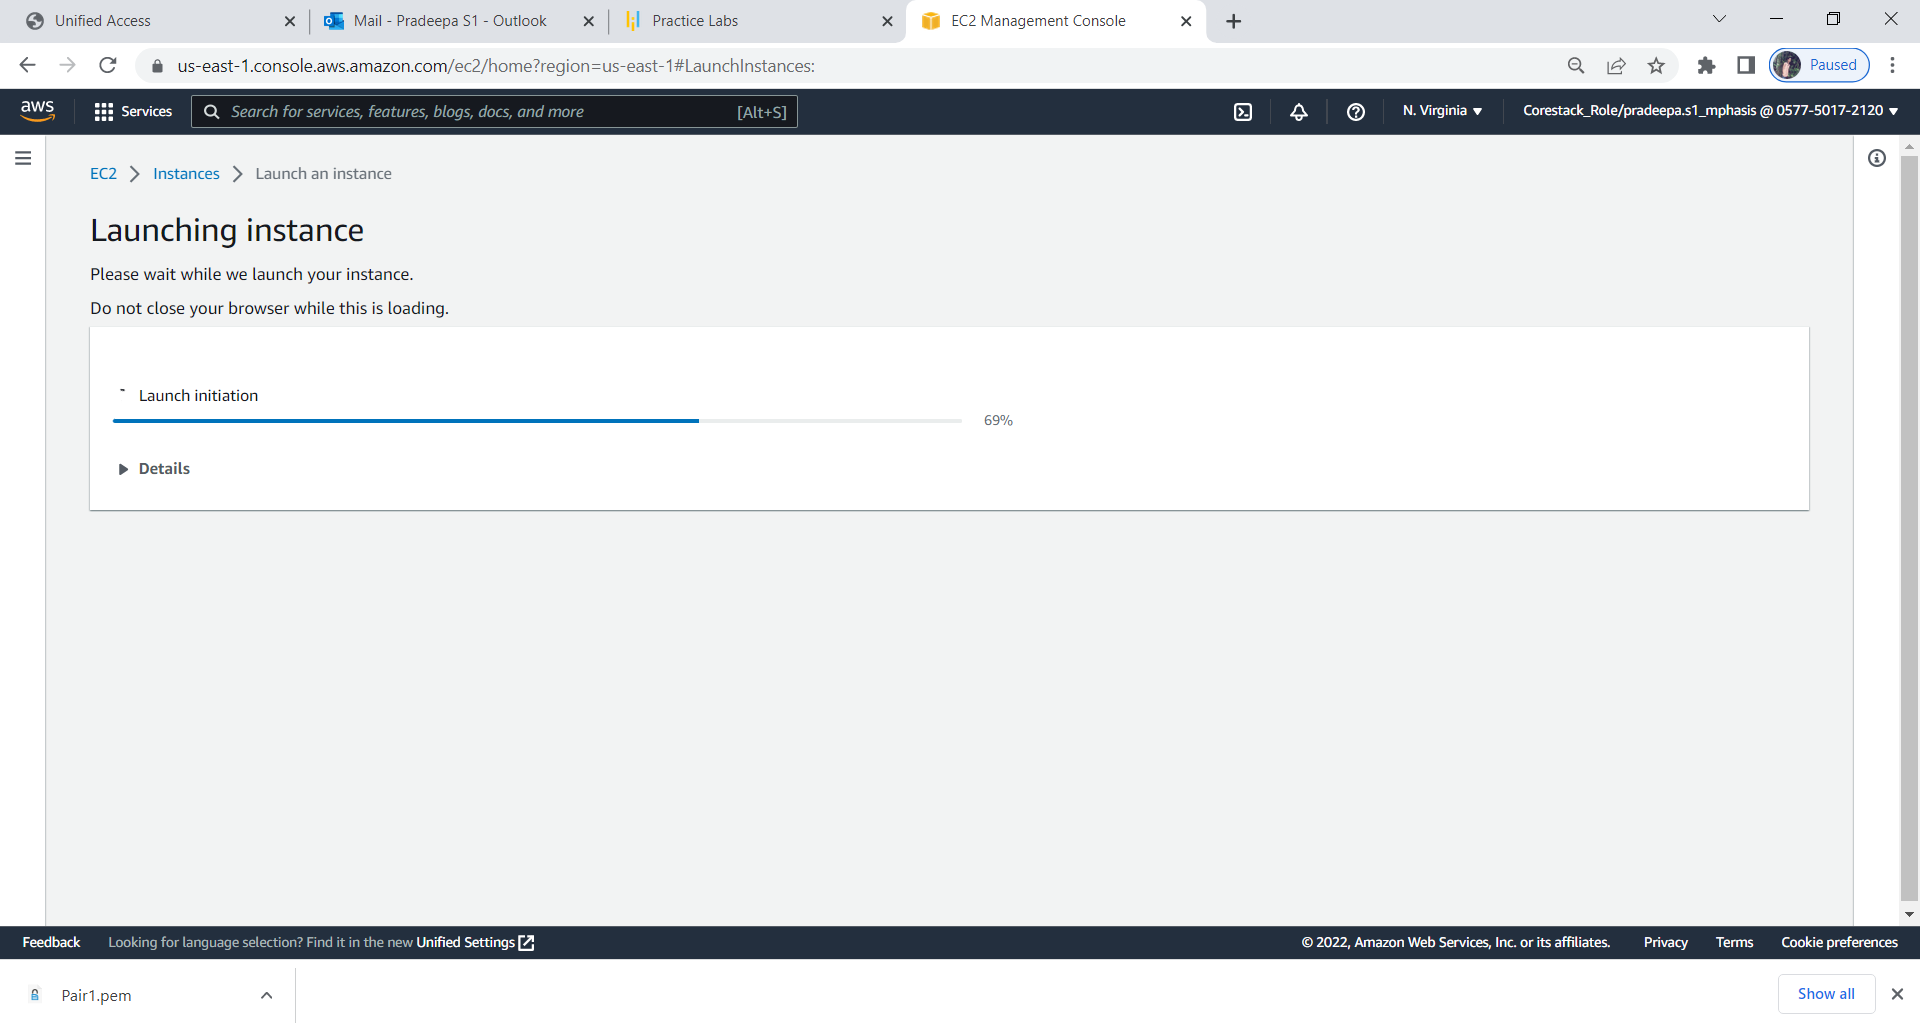 Unified Access
Mail - Pradeepa S1 - Outlook
Practice Labs
EC2 Management Console
us-east-1.console.aws.amazon.com/ec2/home?region=us-east-1#LaunchInstances:
Paused
aws
Services
Search for services, features, blogs, docs, and more
[Alt+S]
N. Virginia
Corestack_Role/pradeepa.s1_mphasis @ 0577-5017-2120
EC2
Instances
Launch an instance
Launching instance
Please wait while we launch your instance.
Do not close your browser while this is loading.
Launch initiation
69%
Details
Feedback
Looking for language selection? Find it in the new Unified Settings
© 2022, Amazon Web Services, Inc. or its affiliates.
Privacy
Terms
Cookie preferences
Pair1.pem
Show all